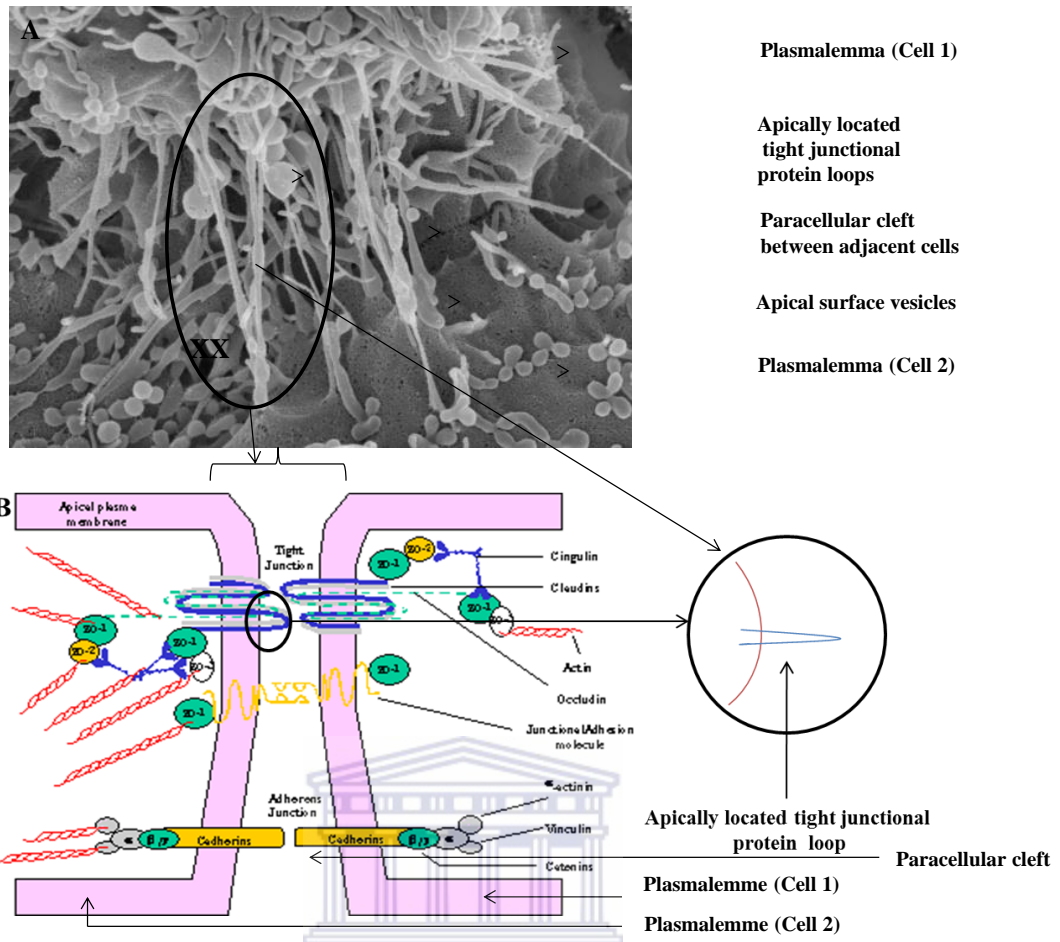 A
Plasmalemma (Cell 1)
Apically located
tight junctional
protein loops
Paracellular cleft
between adjacent cells
Apical surface vesicles
Plasmalemma (Cell 2)
XX
B
Apical plasma
membrane
Tight
Junction
ZO-2
ZO-1
Cingulin
Claudins
ZO-1
ZO-1
ZO-2
ZO-1
Actin
Occludin
ZO-1
ZO-1
Junctional Adhesion
molecule
Adherens
Junction
α-actinin
Vinculin
Catenins
α
β/γ
Cadherins
Cadherins
β/γ
α
Apically located tight junctional
protein loop
Paracellular cleft
Plasmalemme (Cell 1)
Plasmalemme (Cell 2)